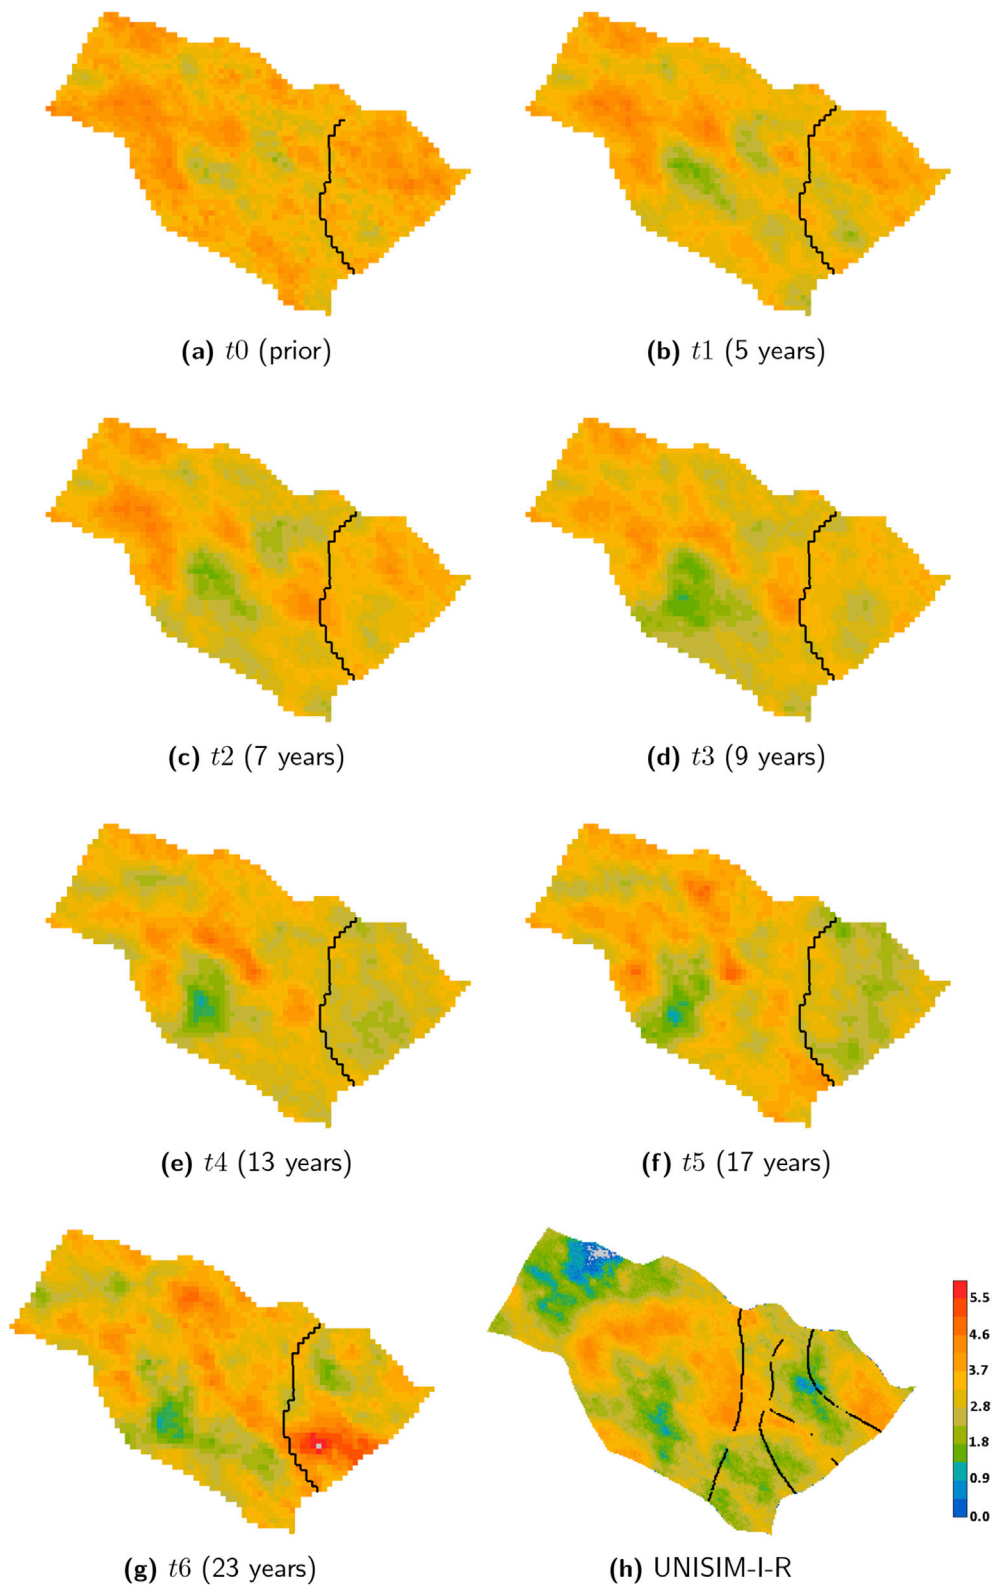 (a) t0 (prior)
(b) t1 (5 years)
(c) t2 (7 years)
(d) t3 (9 years)
(e) t4 (13 years)
(f) t5 (17 years)
5.5
4.6
3.7
2.8
1.8
0.9
0.0
(g) t6 (23 years)
(h) UNISIM-I-R